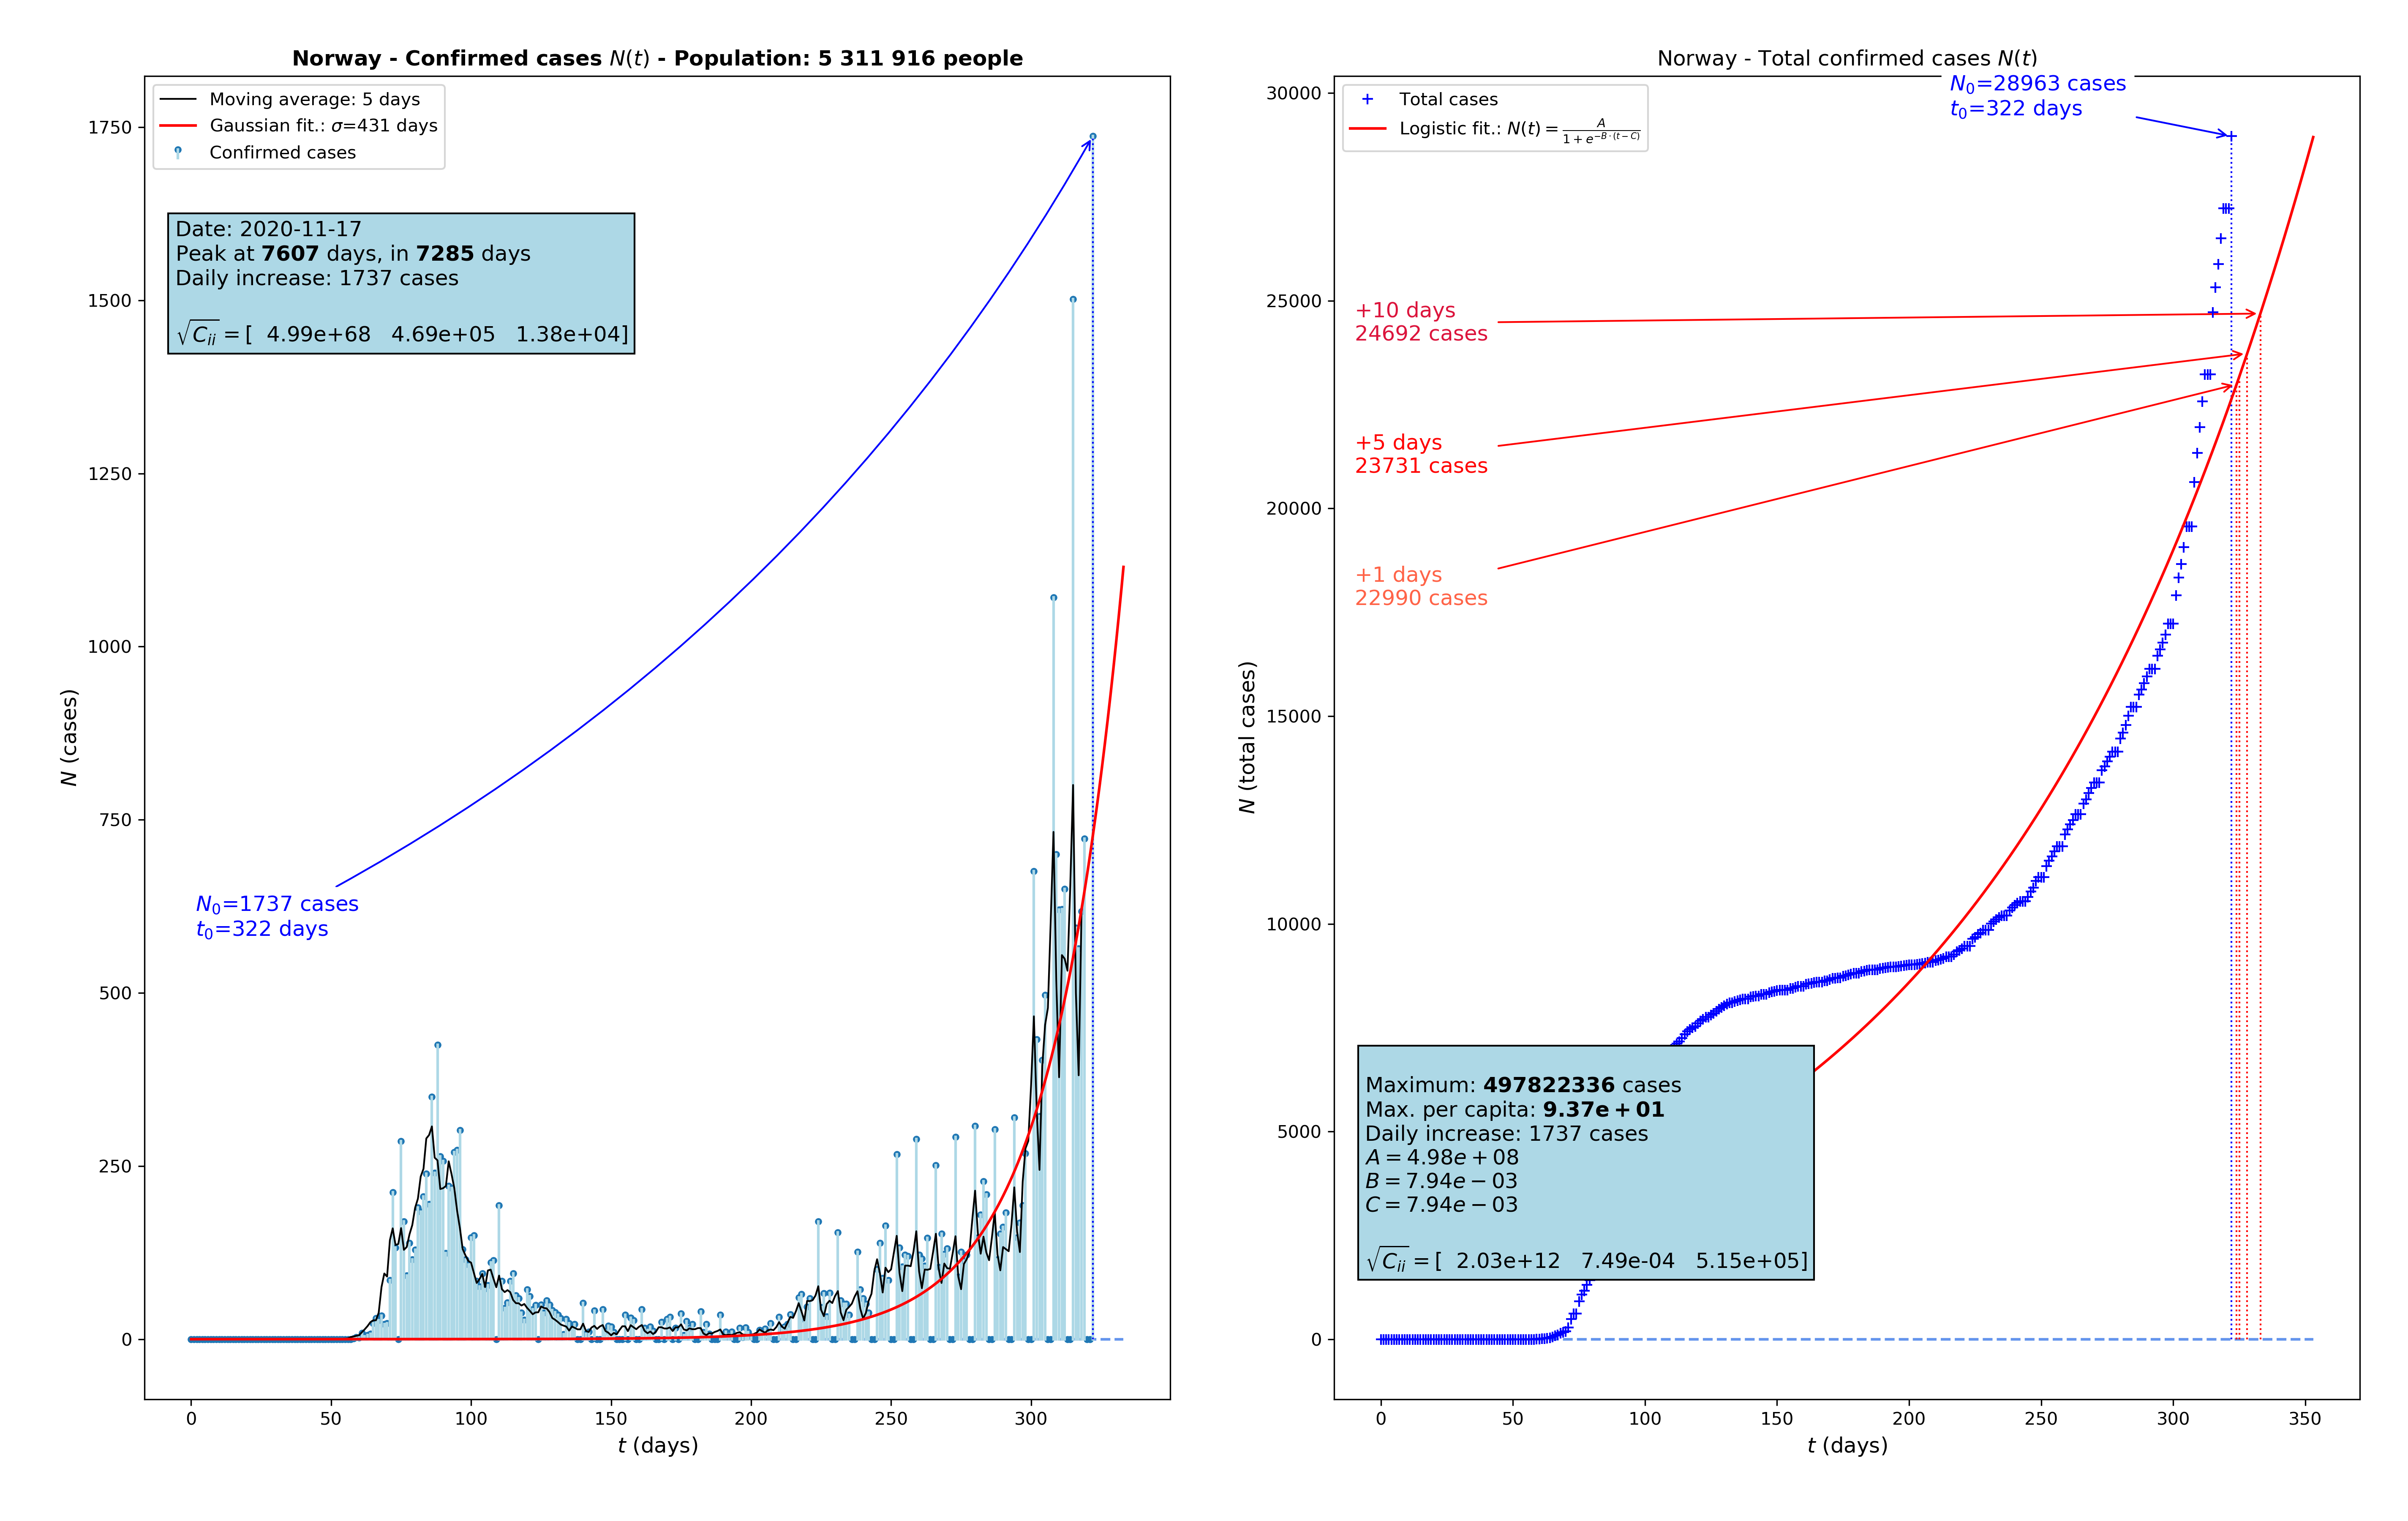 Norway - Confirmed cases N(t) - Population: 5 311 916 people
Moving average: 5 days
Gaussian fit.: σ=431 days
Confirmed cases
Date: 2020-11-17
Peak at 7607 days, in 7285 days
Daily increase: 1737 cases
√C_ii = [ 4.99e+68 4.69e+05 1.38e+04]
N_0=1737 cases
t_0=322 days
1750
1500
1250
1000
750
500
250
0
N (cases)
0 50 100 150 200 250 300
t (days)
Norway - Total confirmed cases N(t)
Total cases
Logistic fit.: N(t) = A / (1 + e^{-B·(t-C)})
N_0=28963 cases
t_0=322 days
+10 days
24692 cases
+5 days
23731 cases
+1 days
22990 cases
Maximum: 497822336 cases
Max. per capita: 9.37e + 01
Daily increase: 1737 cases
A = 4.98e + 08
B = 7.94e − 03
C = 7.94e − 03
√C_ii = [ 2.03e+12 7.49e-04 5.15e+05]
30000
25000
20000
15000
10000
5000
0
N (total cases)
0 50 100 150 200 250 300 350
t (days)